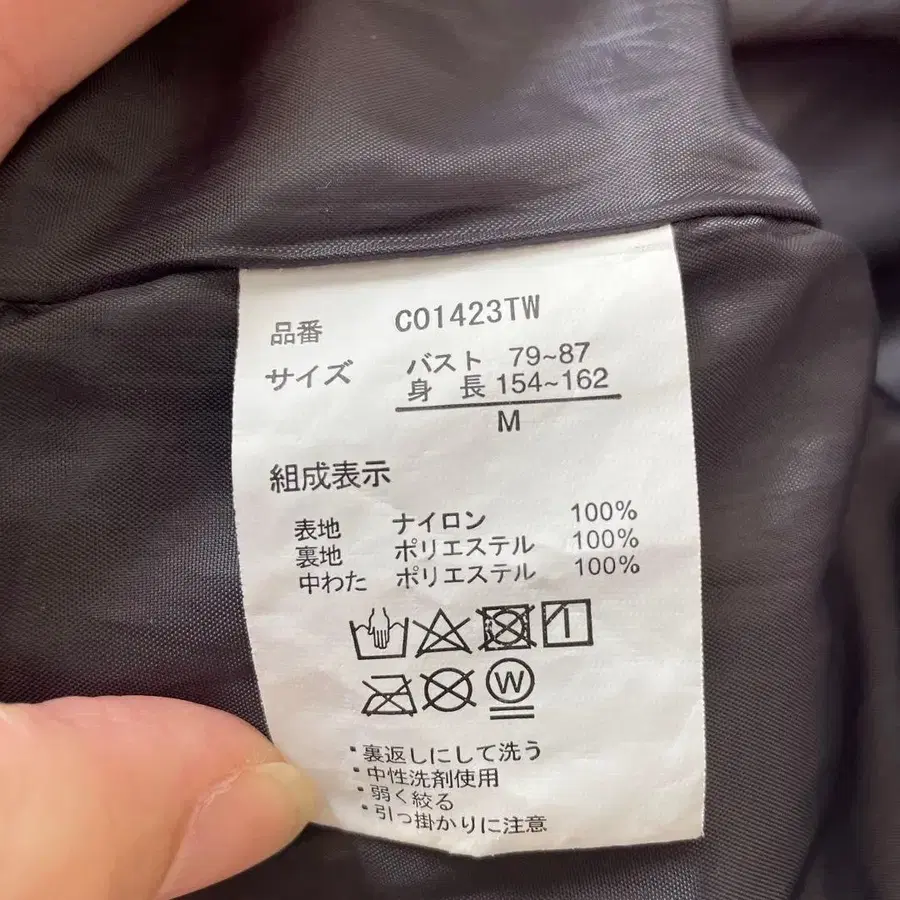 品番 CO1423TW
サイズ バスト 79~87
身 長 154~162
M
組成表示
表地 ナイロン 100%
裏地 ポリエステル 100%
中わた ポリエステル 100%
W
・裏返しにして洗う
・中性洗剤使用
・弱く絞る
・引っ掛かりに注意